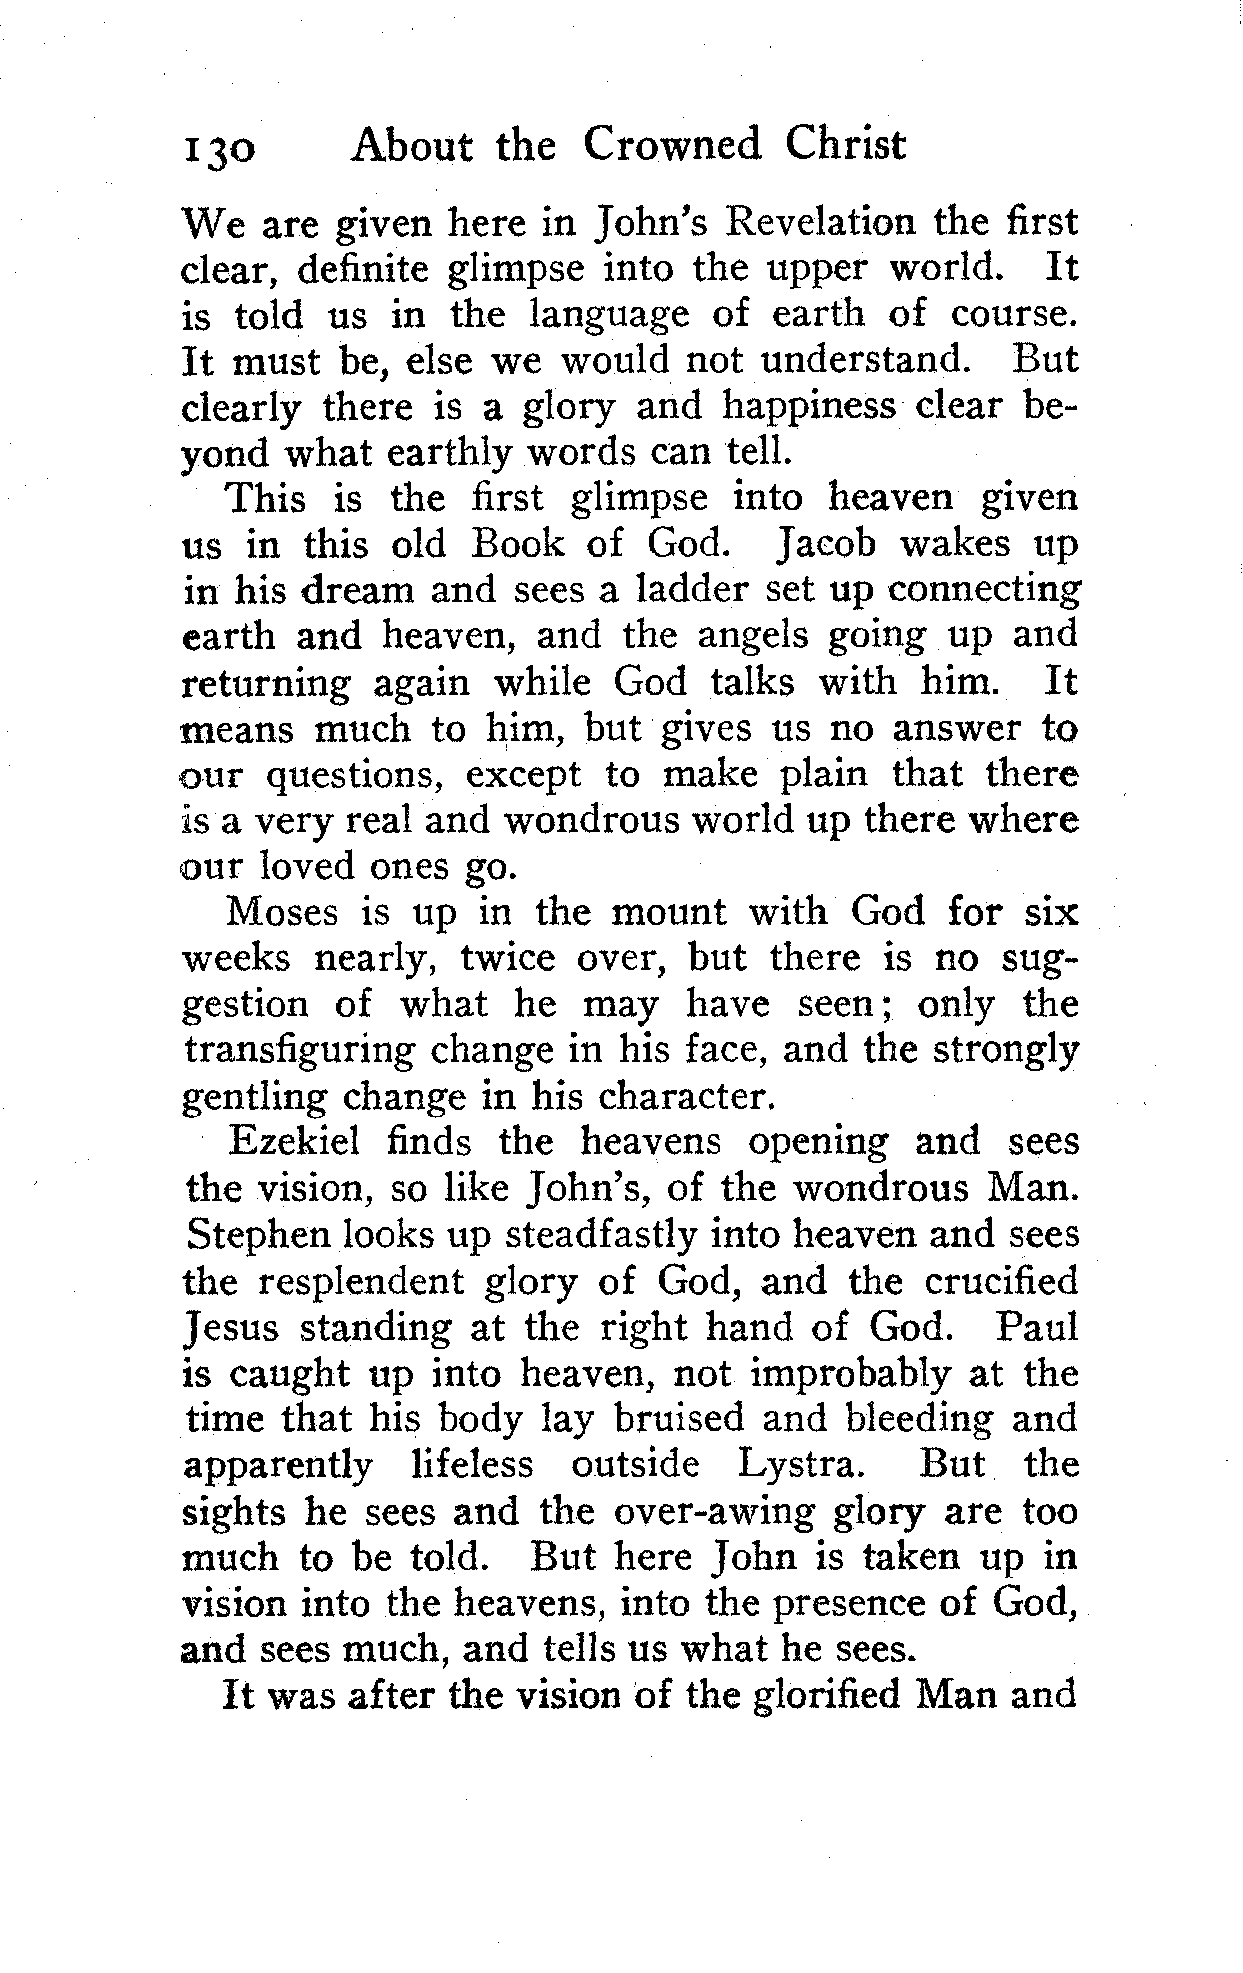 130 About the Crowned Christ
We are given here in John's Revelation the first
clear, definite glimpse into the upper world. It
is told us in the language of earth of course.
It must be, else we would not understand. But
clearly there is a glory and happiness clear be-
yond what earthly words can tell.
This is the first glimpse into heaven given
us in this old Book of God. Jacob wakes up
in his dream and sees a ladder set up connecting
earth and heaven, and the angels going up and
returning again while God talks with him. It
means much to him, but gives us no answer to
our questions, except to make plain that there
is a very real and wondrous world up there where
our loved ones go.
Moses is up in the mount with God for six
weeks nearly, twice over, but there is no sug-
gestion of what he may have seen; only the
transfiguring change in his face, and the strongly
gentling change in his character.
Ezekiel finds the heavens opening and sees
the vision, so like John's, of the wondrous Man.
Stephen looks up steadfastly into heaven and sees
the resplendent glory of God, and the crucified
Jesus standing at the right hand of God. Paul
is caught up into heaven, not improbably at the
time that his body lay bruised and bleeding and
apparently lifeless outside Lystra. But the
sights he sees and the over-awing glory are too
much to be told. But here John is taken up in
vision into the heavens, into the presence of God,
and sees much, and tells us what he sees.
It was after the vision of the glorified Man and